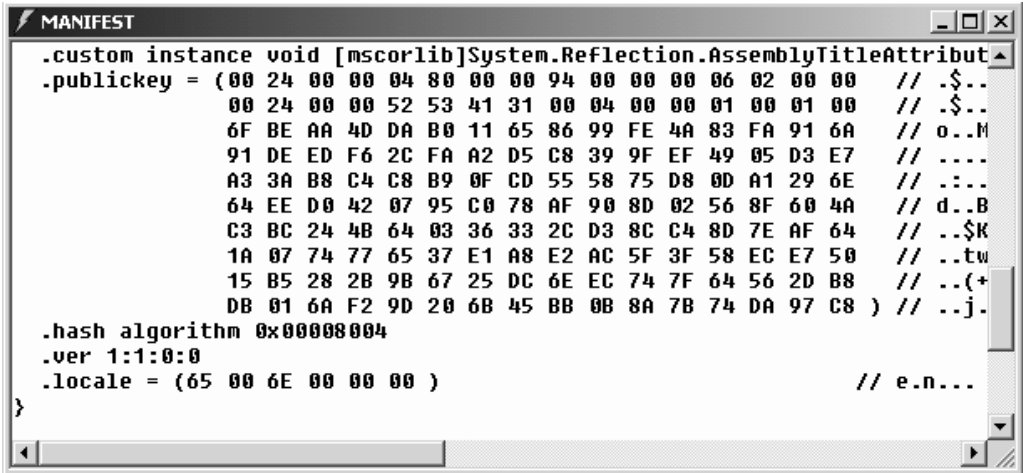 MANIFEST
.custom instance void [mscorlib]System.Reflection.AssemblyTitleAttribut
.publickey = (00 24 00 00 04 80 00 00 94 00 00 00 06 02 00 00 // .$..
00 24 00 00 52 53 41 31 00 04 00 00 01 00 01 00 // .$..
6F BE AA 4D DA B0 11 65 86 99 FE 4A 83 FA 91 6A // o..M
91 DE ED F6 2C FA A2 D5 C8 39 9F EF 49 05 D3 E7 // ....
A3 3A B8 C4 C8 B9 0F CD 55 58 75 D8 0D A1 29 6E // .:..
64 EE D0 42 07 95 C0 78 AF 90 8D 02 56 8F 60 4A // d..B
C3 BC 24 4B 64 03 36 33 2C D3 8C C4 8D 7E AF 64 // ..$K
1A 07 74 77 65 37 E1 A8 E2 AC 5F 3F 58 EC E7 50 // ..tw
15 B5 28 2B 9B 67 25 DC 6E EC 74 7F 64 56 2D B8 // ..(+
DB 01 6A F2 9D 20 6B 45 BB 0B 8A 7B 74 DA 97 C8 ) // ..j.
.hash algorithm 0x00008004
.ver 1:1:0:0
.locale = (65 00 6E 00 00 00 ) // e.n...
}